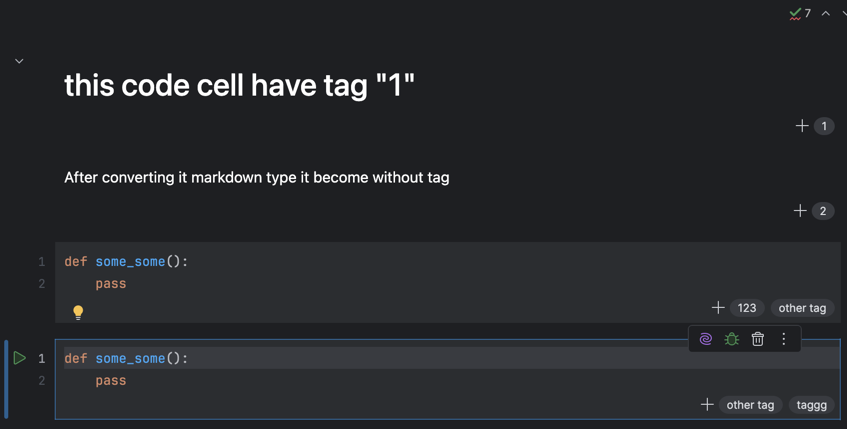 7
this code cell have tag "1"
1
After converting it markdown type it become without tag
2
1 def some_some():
2 pass
123 other tag
1 def some_some():
2 pass
other tag taggg